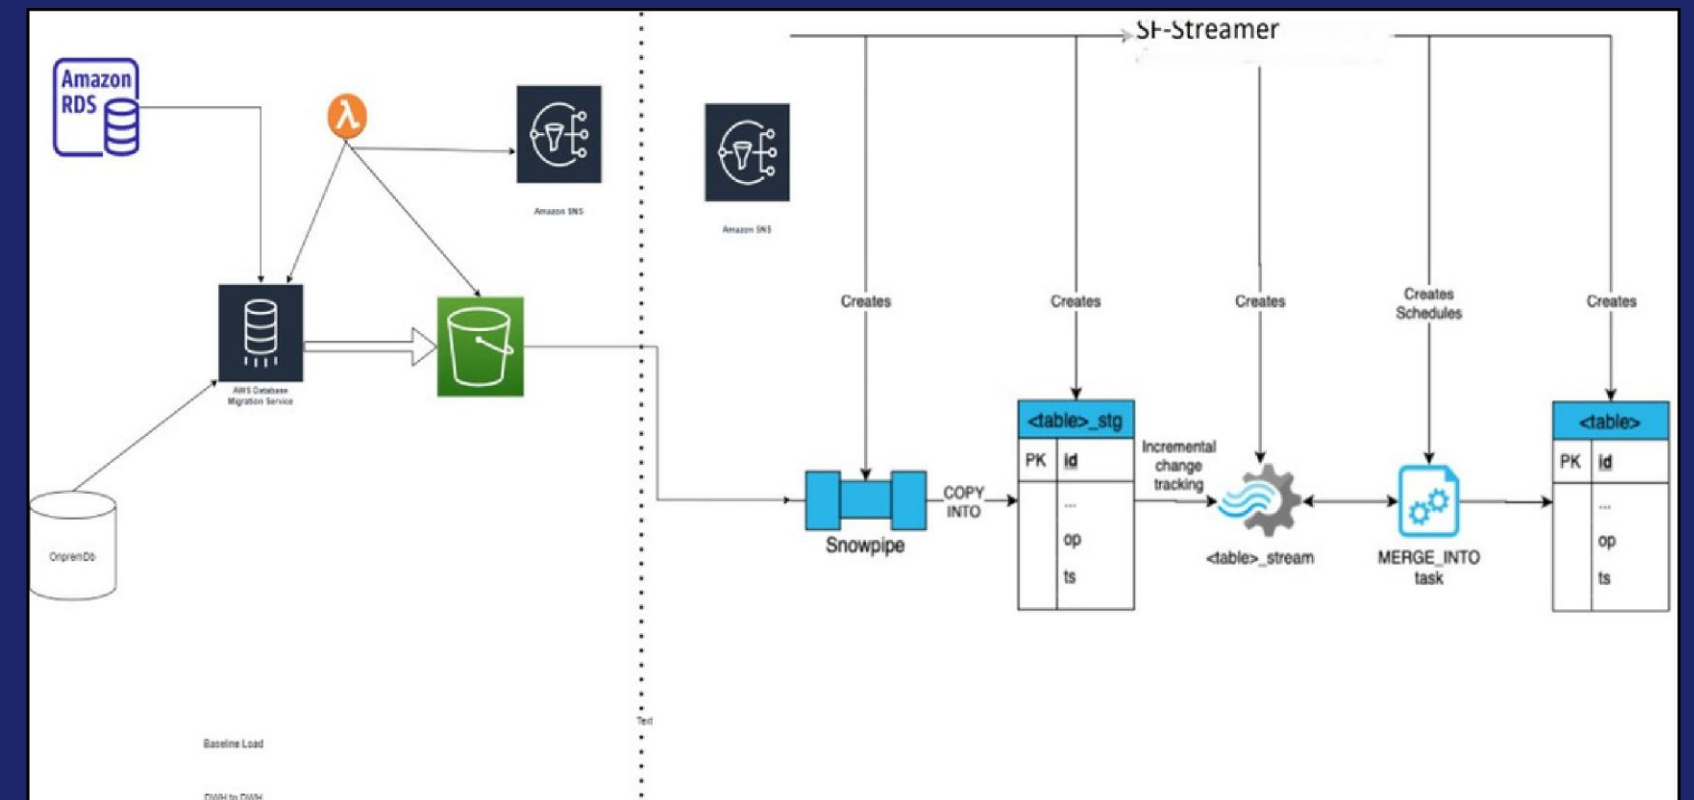 SF-Streamer
Amazon
RDS
Amazon SNS
Amazon SNS
Creates
Creates
Creates
Creates
Schedules
Creates
AWS Database
Migration Service
<table>_stg
PK id
...
op
ts
Incremental
change
tracking
<table>
PK id
...
op
ts
COPY
INTO
Snowpipe
<table>_stream
MERGE_INTO
task
OnpremDb
Text
Baseline Load
DWH to DWH